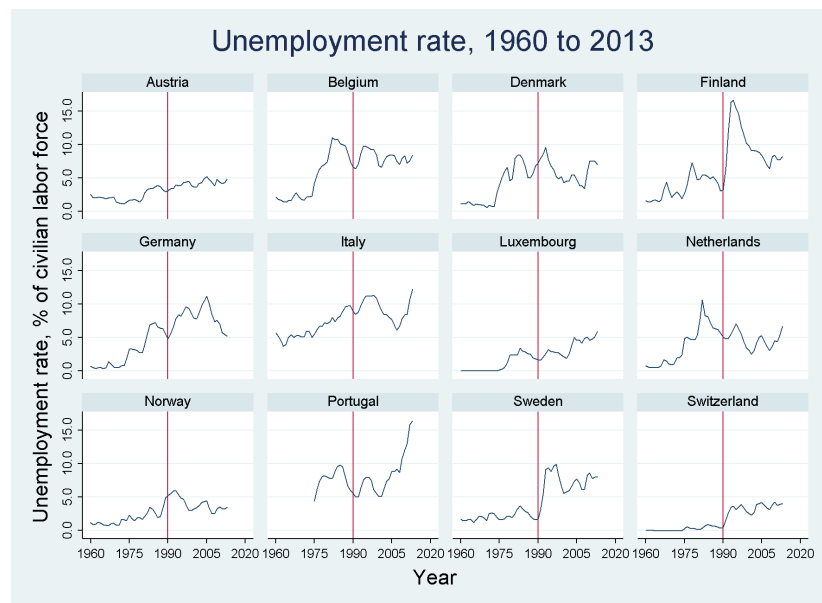 Unemployment rate, 1960 to 2013
Unemployment rate, % of civilian labor force
Austria Belgium Denmark Finland
15.0
10.0
5.0
0.0
Germany Italy Luxembourg Netherlands
15.0
10.0
5.0
0.0
Norway Portugal Sweden Switzerland
15.0
10.0
5.0
0.0
1960 1975 1990 2005 2020 1960 1975 1990 2005 2020 1960 1975 1990 2005 2020 1960 1975 1990 2005 2020
Year